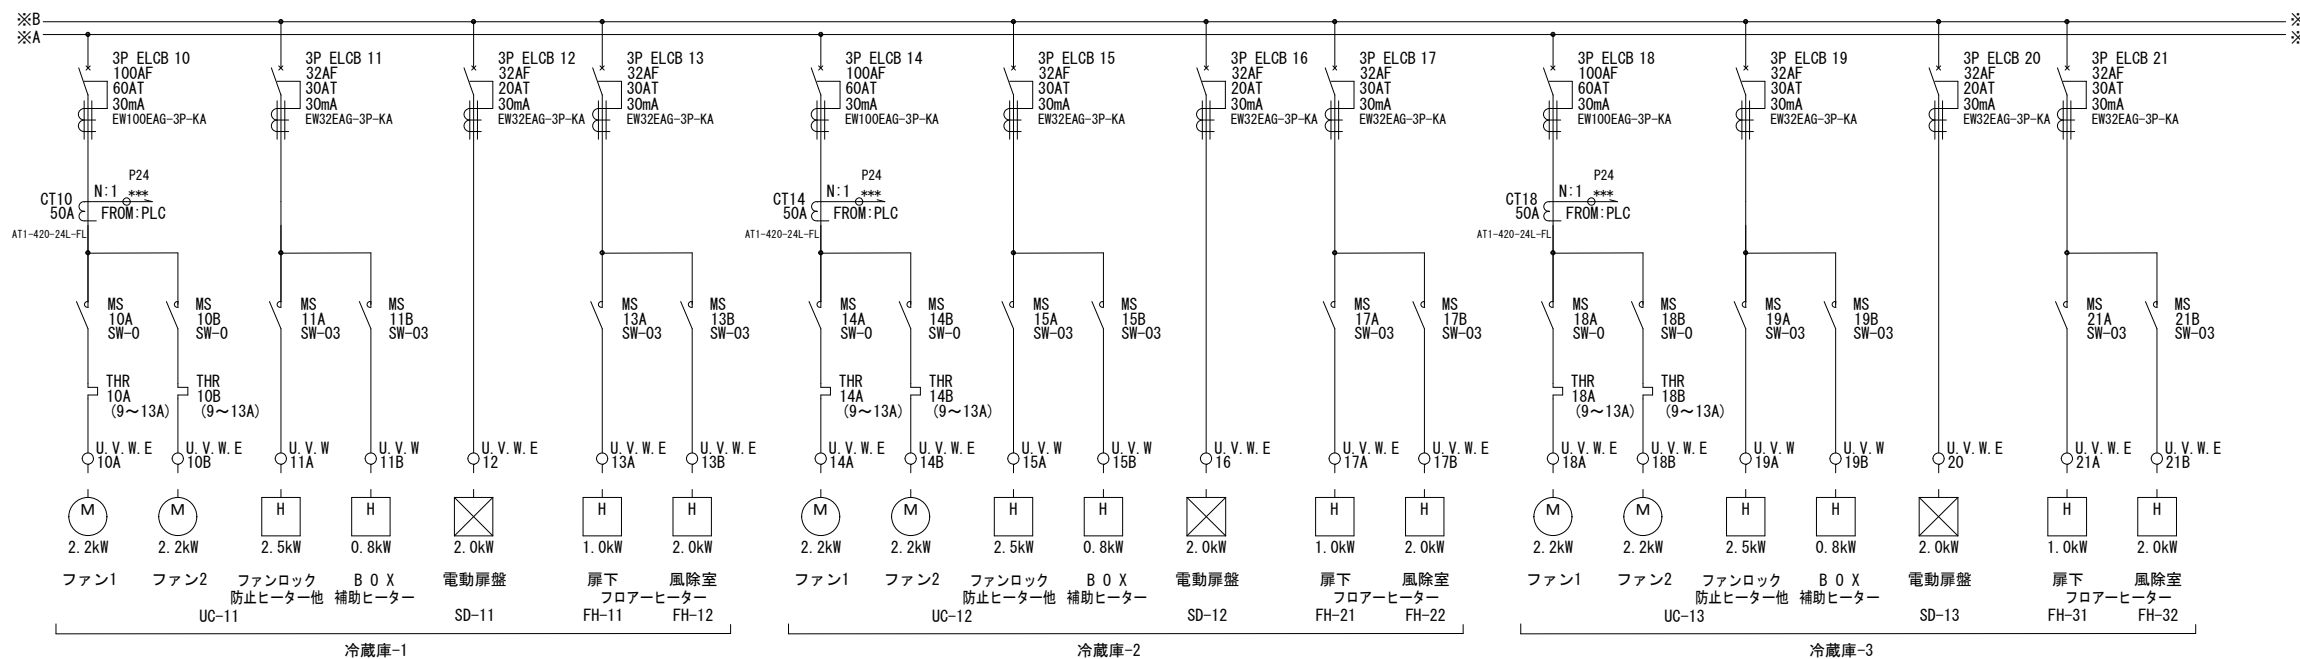 ※B
※A
※
※
3P ELCB 10
100AF
60AT
30mA
EW100EAG-3P-KA
3P ELCB 11
32AF
30AT
30mA
EW32EAG-3P-KA
3P ELCB 12
32AF
20AT
30mA
EW32EAG-3P-KA
3P ELCB 13
32AF
30AT
30mA
EW32EAG-3P-KA
3P ELCB 14
100AF
60AT
30mA
EW100EAG-3P-KA
3P ELCB 15
32AF
30AT
30mA
EW32EAG-3P-KA
3P ELCB 16
32AF
20AT
30mA
EW32EAG-3P-KA
3P ELCB 17
32AF
30AT
30mA
EW32EAG-3P-KA
3P ELCB 18
100AF
60AT
30mA
EW100EAG-3P-KA
3P ELCB 19
32AF
30AT
30mA
EW32EAG-3P-KA
3P ELCB 20
32AF
20AT
30mA
EW32EAG-3P-KA
3P ELCB 21
32AF
30AT
30mA
EW32EAG-3P-KA
P24
N:1 ***
CT10
50A FROM:PLC
AT1-420-24L-FL
P24
N:1 ***
CT14
50A FROM:PLC
AT1-420-24L-FL
P24
N:1 ***
CT18
50A FROM:PLC
AT1-420-24L-FL
MS
10A
SW-0
MS
10B
SW-0
MS
11A
SW-03
MS
11B
SW-03
MS
13A
SW-03
MS
13B
SW-03
MS
14A
SW-0
MS
14B
SW-0
MS
15A
SW-03
MS
15B
SW-03
MS
17A
SW-03
MS
17B
SW-03
MS
18A
SW-0
MS
18B
SW-0
MS
19A
SW-03
MS
19B
SW-03
MS
21A
SW-03
MS
21B
SW-03
THR
10A
(9～13A)
THR
10B
(9～13A)
THR
14A
(9～13A)
THR
14B
(9～13A)
THR
18A
(9～13A)
THR
18B
(9～13A)
U.V.W.E
10A
U.V.W.E
10B
U.V.W
11A
U.V.W
11B
U.V.W.E
12
U.V.W.E
13A
U.V.W.E
13B
U.V.W.E
14A
U.V.W.E
14B
U.V.W
15A
U.V.W
15B
U.V.W.E
16
U.V.W.E
17A
U.V.W.E
17B
U.V.W.E
18A
U.V.W.E
18B
U.V.W
19A
U.V.W
19B
U.V.W.E
20
U.V.W.E
21A
U.V.W.E
21B
M M H H H H M M H H H H M M H H H H
2.2kW 2.2kW 2.5kW 0.8kW 2.0kW 1.0kW 2.0kW 2.2kW 2.2kW 2.5kW 0.8kW 2.0kW 1.0kW 2.0kW 2.2kW 2.2kW 2.5kW 0.8kW 2.0kW 1.0kW 2.0kW
ファン1 ファン2 ファンロック ＢＯＸ 電動扉盤 扉下 風除室
防止ヒーター他 補助ヒーター フロアーヒーター
UC-11 SD-11 FH-11 FH-12
冷蔵庫-1
ファン1 ファン2 ファンロック ＢＯＸ 電動扉盤 扉下 風除室
防止ヒーター他 補助ヒーター フロアーヒーター
UC-12 SD-12 FH-21 FH-22
冷蔵庫-2
ファン1 ファン2 ファンロック ＢＯＸ 電動扉盤 扉下 風除室
防止ヒーター他 補助ヒーター フロアーヒーター
UC-13 SD-13 FH-31 FH-32
冷蔵庫-3